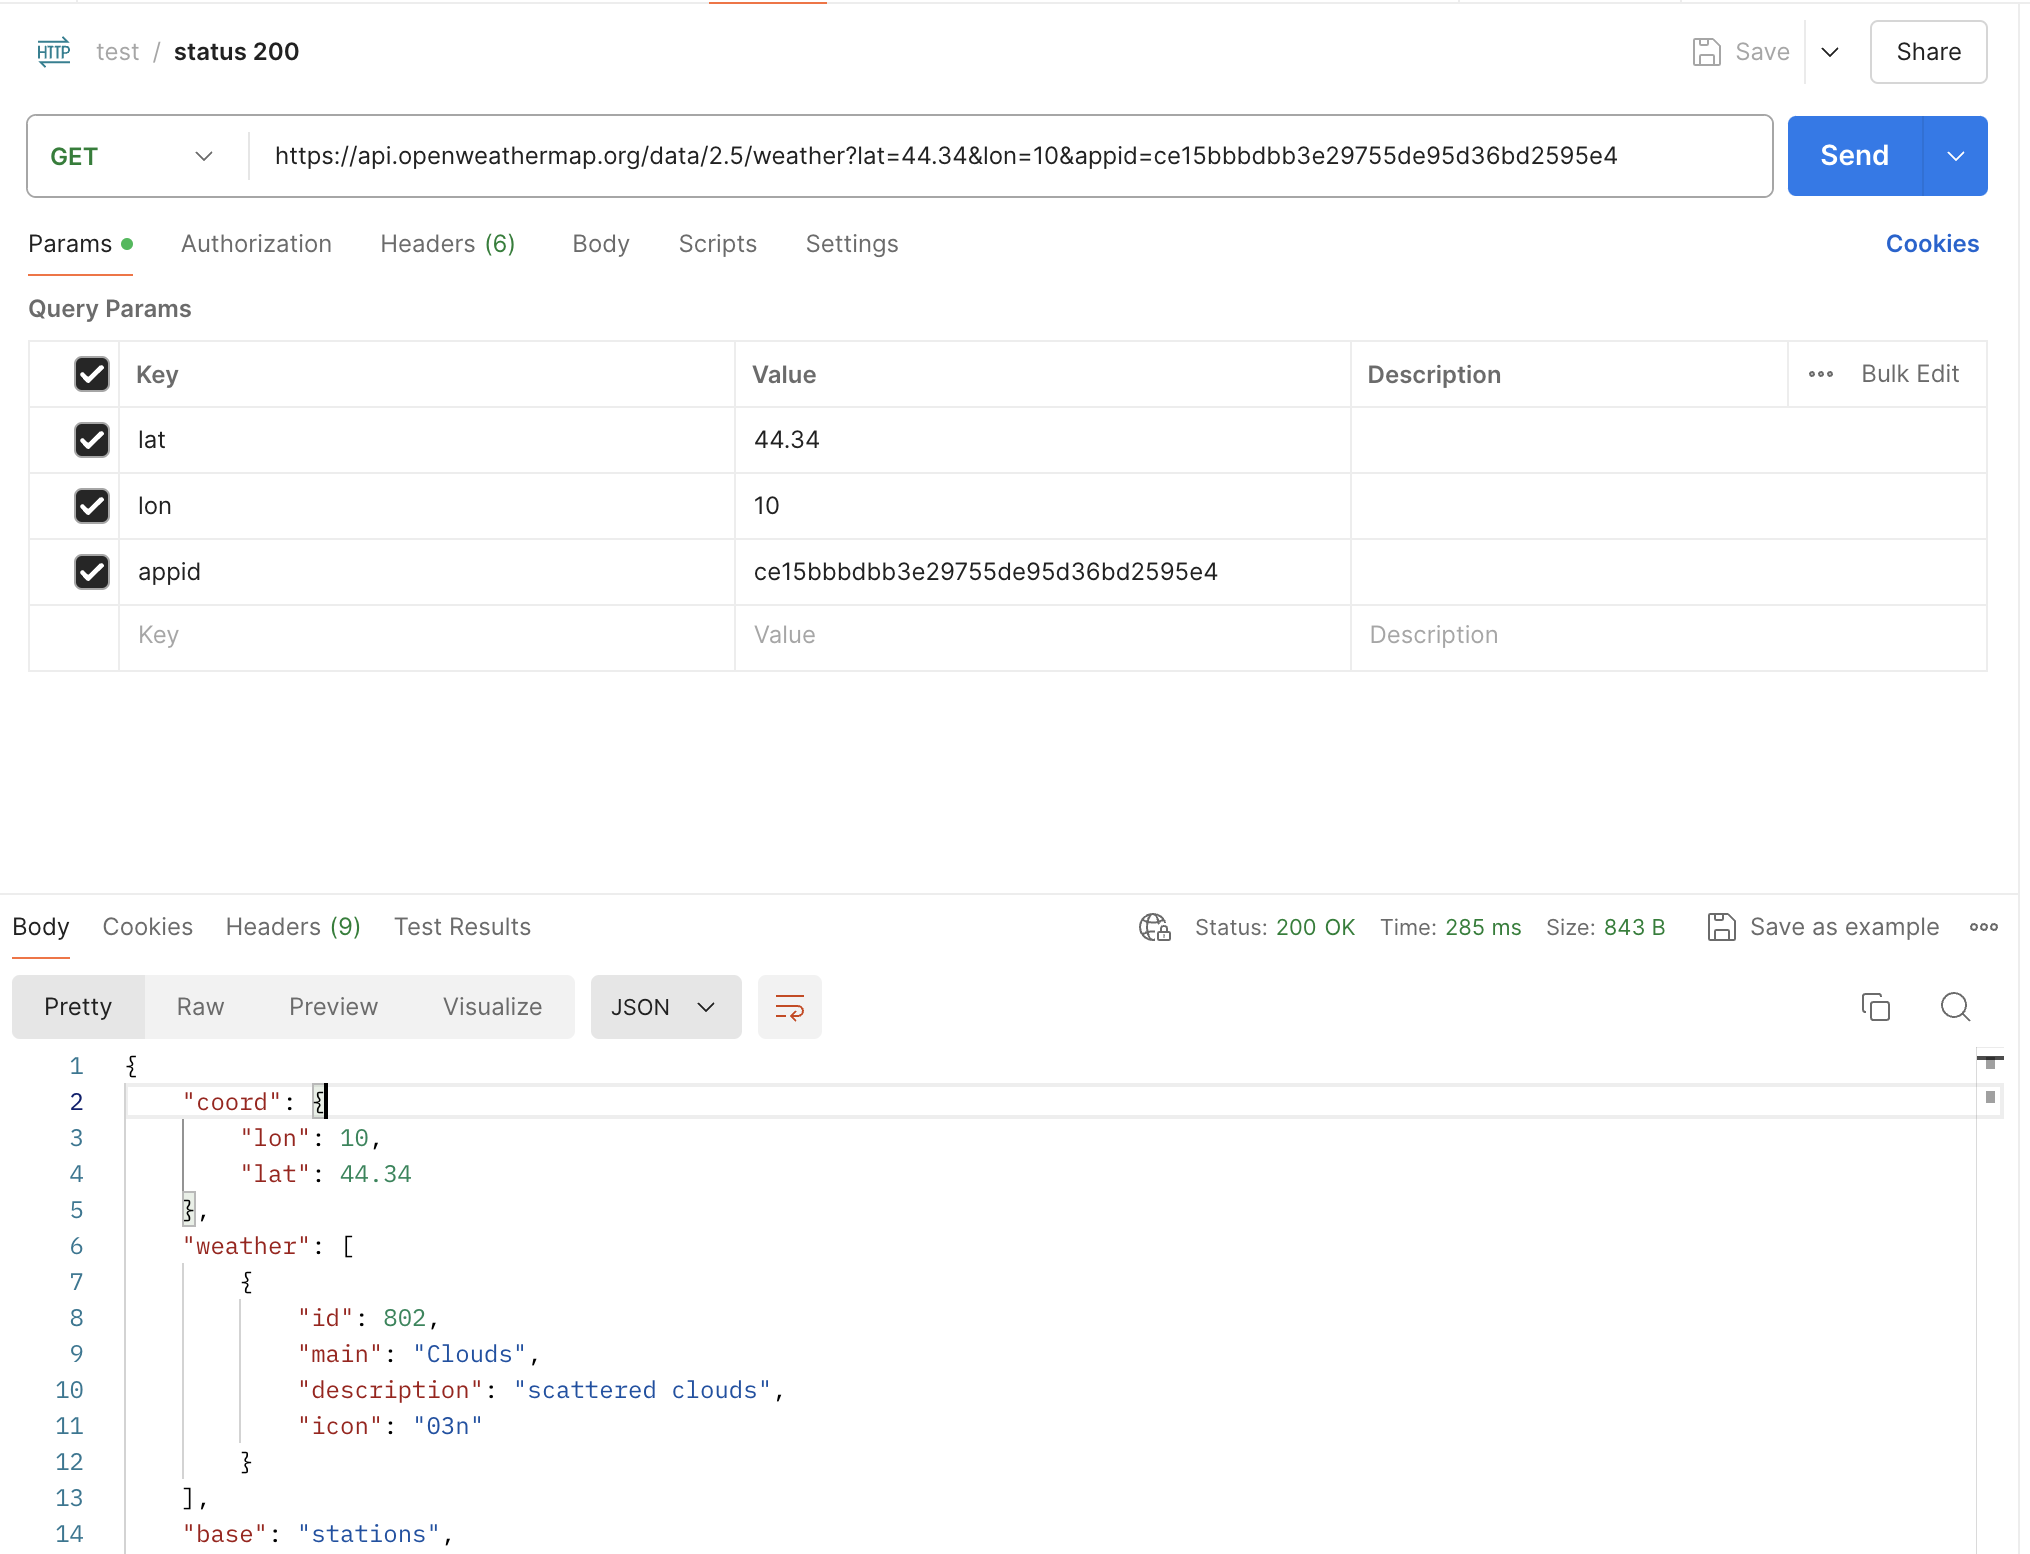 HTTP test / status 200 Save Share
GET https://api.openweathermap.org/data/2.5/weather?lat=44.34&lon=10&appid=ce15bbbdbb3e29755de95d36bd2595e4 Send
Params Authorization Headers (6) Body Scripts Settings Cookies
Query Params
Key Value Description Bulk Edit
lat 44.34
lon 10
appid ce15bbbdbb3e29755de95d36bd2595e4
Key Value Description
Body Cookies Headers (9) Test Results Status: 200 OK Time: 285 ms Size: 843 B Save as example
Pretty Raw Preview Visualize JSON
1 {
2 "coord": {
3 "lon": 10,
4 "lat": 44.34
5 },
6 "weather": [
7 {
8 "id": 802,
9 "main": "Clouds",
10 "description": "scattered clouds",
11 "icon": "03n"
12 }
13 ],
14 "base": "stations",